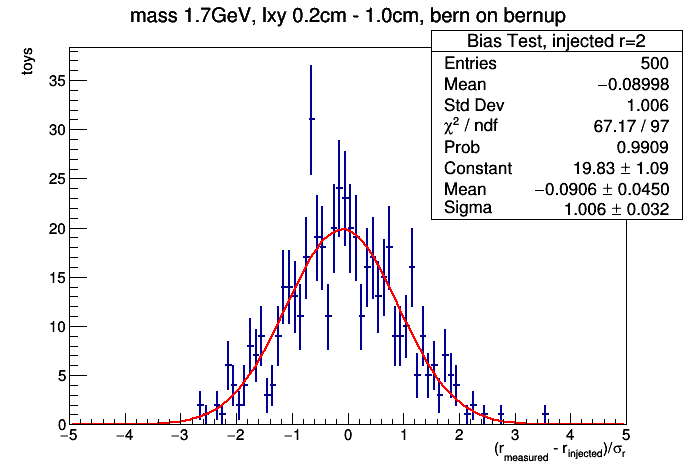 mass 1.7GeV, lxy 0.2cm - 1.0cm, bern on bernup
Bias Test, injected r=2
Entries 500
Mean −0.08998
Std Dev 1.006
χ² / ndf 67.17 / 97
Prob 0.9909
Constant 19.83 ± 1.09
Mean −0.0906 ± 0.0450
Sigma 1.006 ± 0.032
toys
35
30
25
20
15
10
5
0
−5 −4 −3 −2 −1 0 1 2 3 4 5
(r_measured - r_injected)/σ_r